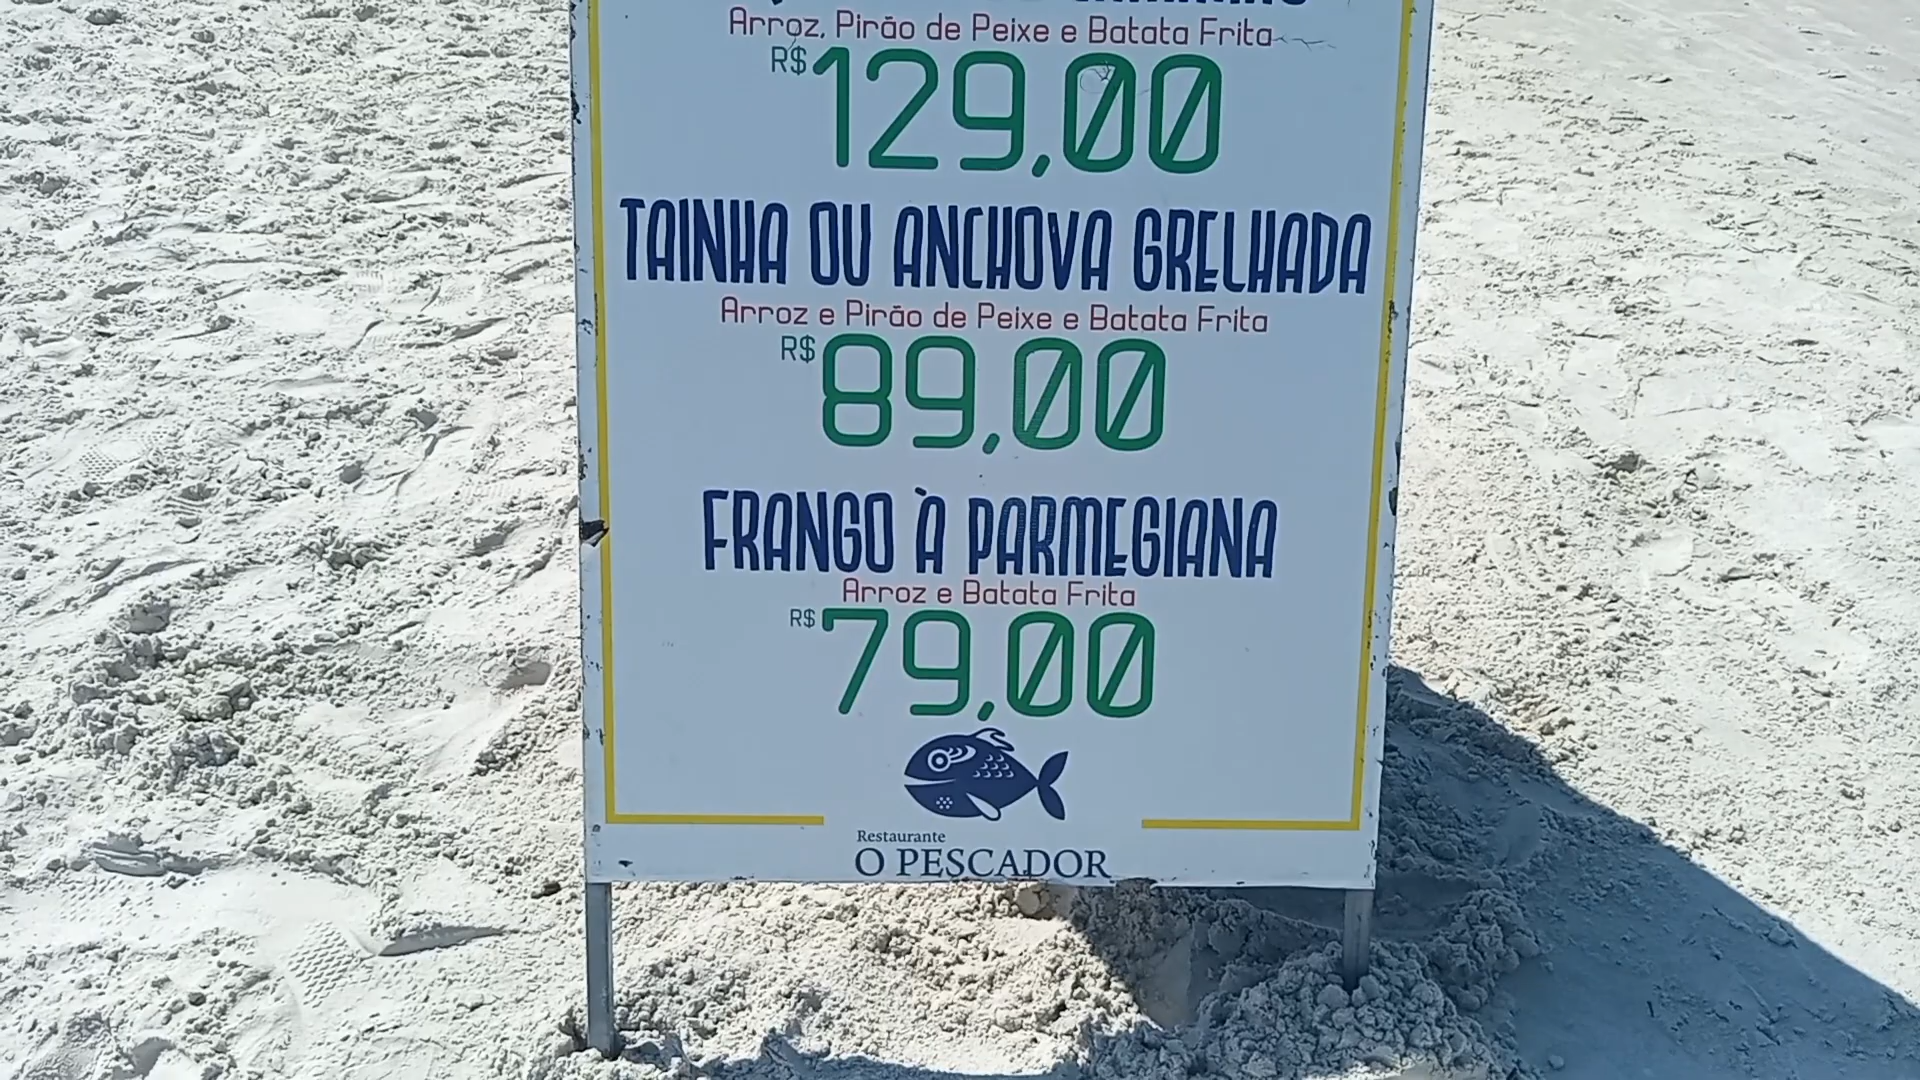 Arroz, Pirão de Peixe e Batata Frita
R$ 129,00
TAINHA OU ANCHOVA GRELHADA
Arroz e Pirão de Peixe e Batata Frita
R$ 89,00
FRANGO À PARMEGIANA
Arroz e Batata Frita
R$ 79,00
Restaurante
O PESCADOR